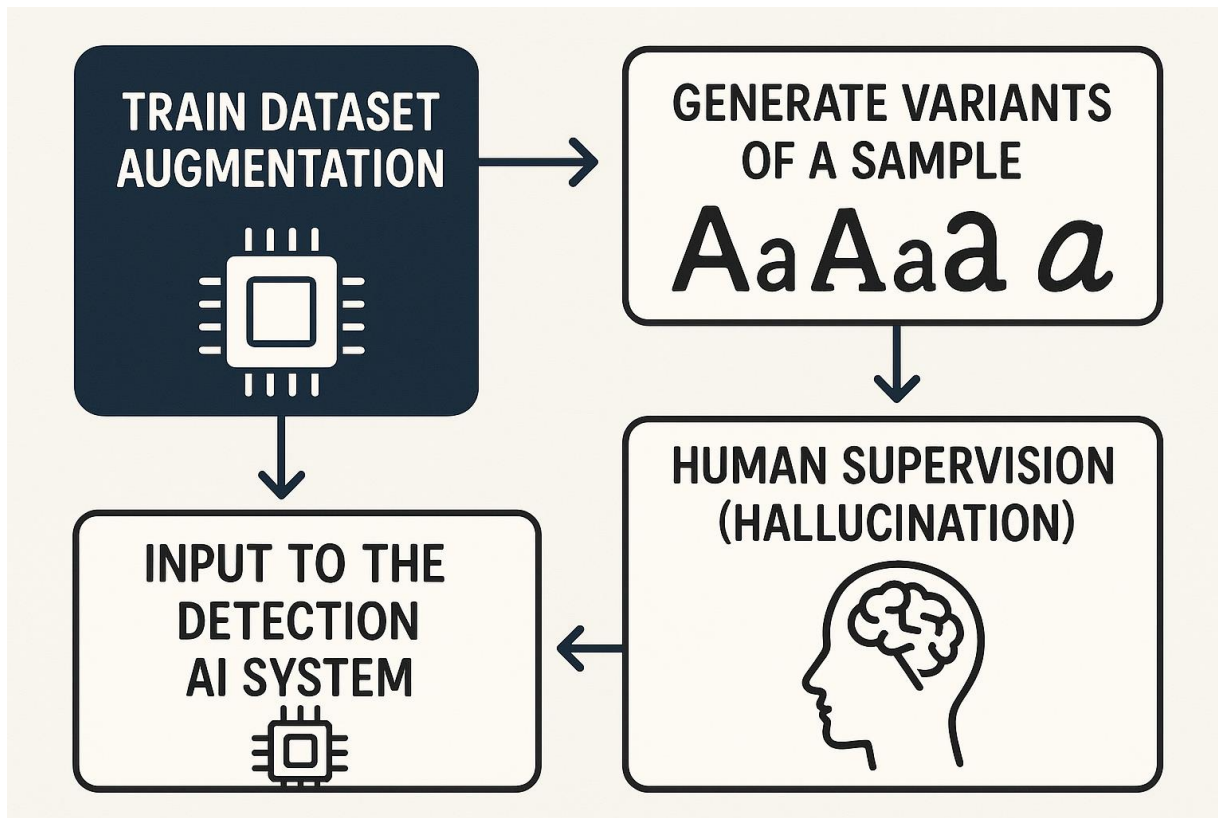 TRAIN DATASET
AUGMENTATION
GENERATE VARIANTS
OF A SAMPLE
AaAaa a
HUMAN SUPERVISION
(HALLUCINATION)
INPUT TO THE
DETECTION
AI SYSTEM